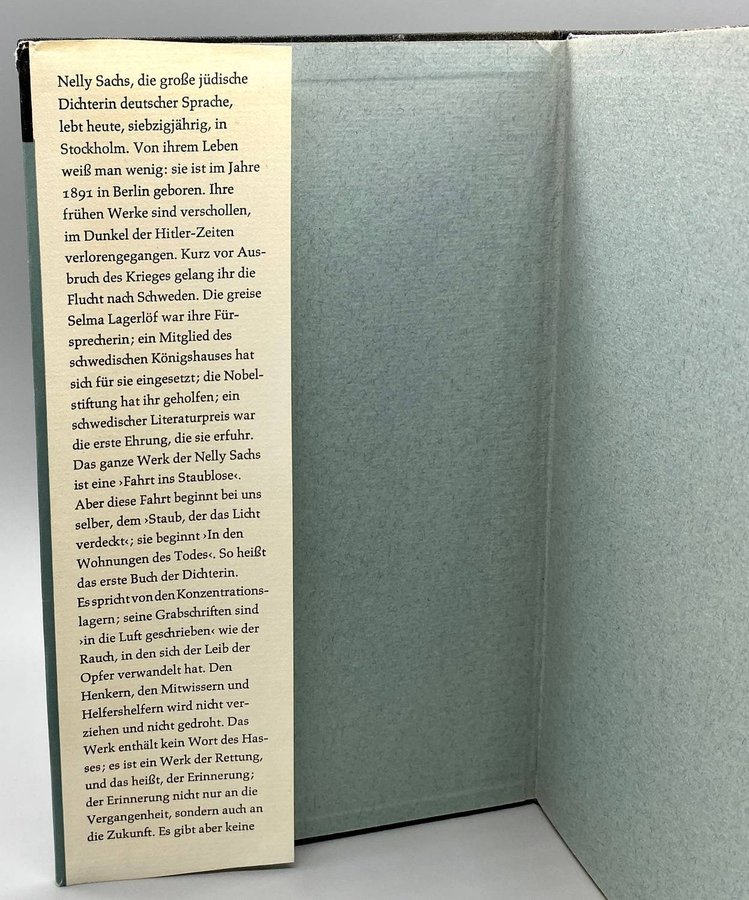 Nelly Sachs, die große jüdische
Dichterin deutscher Sprache,
lebt heute, siebzigjährig, in
Stockholm. Von ihrem Leben
weiß man wenig: sie ist im Jahre
1891 in Berlin geboren. Ihre
frühen Werke sind verschollen,
im Dunkel der Hitler-Zeiten
verlorengegangen. Kurz vor Aus-
bruch des Krieges gelang ihr die
Flucht nach Schweden. Die greise
Selma Lagerlöf war ihre Für-
sprecherin; ein Mitglied des
schwedischen Königshauses hat
sich für sie eingesetzt; die Nobel-
stiftung hat ihr geholfen; ein
schwedischer Literaturpreis war
die erste Ehrung, die sie erfuhr.
Das ganze Werk der Nelly Sachs
ist eine ›Fahrt ins Staublose‹.
Aber diese Fahrt beginnt bei uns
selber, dem ›Staub, der das Licht
verdeckt‹; sie beginnt ›In den
Wohnungen des Todes‹. So heißt
das erste Buch der Dichterin.
Es spricht von den Konzentrations-
lagern; seine Grabschriften sind
›in die Luft geschrieben‹ wie der
Rauch, in den sich der Leib der
Opfer verwandelt hat. Den
Henkern, den Mitwissern und
Helfershelfern wird nicht ver-
ziehen und nicht gedroht. Das
Werk enthält kein Wort des Has-
ses; es ist ein Werk der Rettung,
und das heißt, der Erinnerung;
der Erinnerung nicht nur an die
Vergangenheit, sondern auch an
die Zukunft. Es gibt aber keine